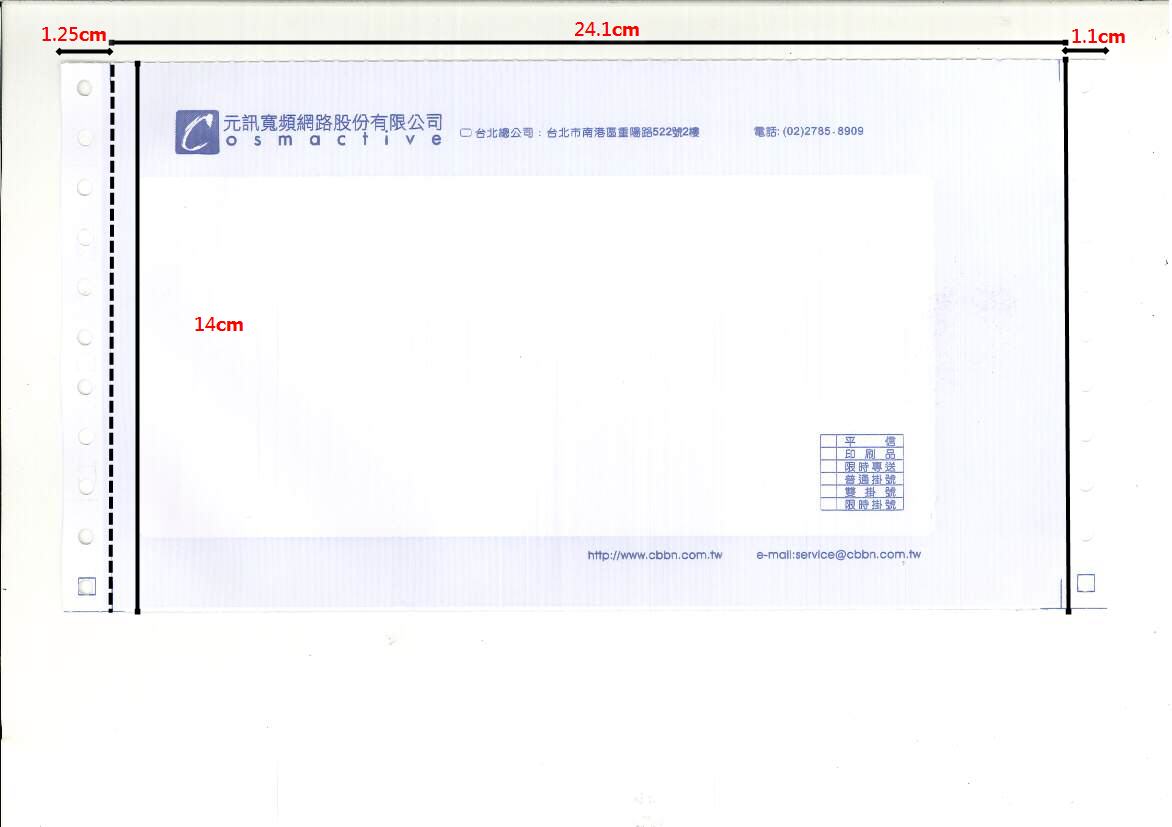 1.25cm
24.1cm
1.1cm
元訊寬頻網路股份有限公司
Cosmactive
台北總公司：台北市南港區重陽路522號2樓
電話: (02)2785-8909
14cm
平 信
印 刷 品
限時專送
普通掛號
雙 掛 號
限時掛號
http://www.cbbn.com.tw
e-mail:service@cbbn.com.tw